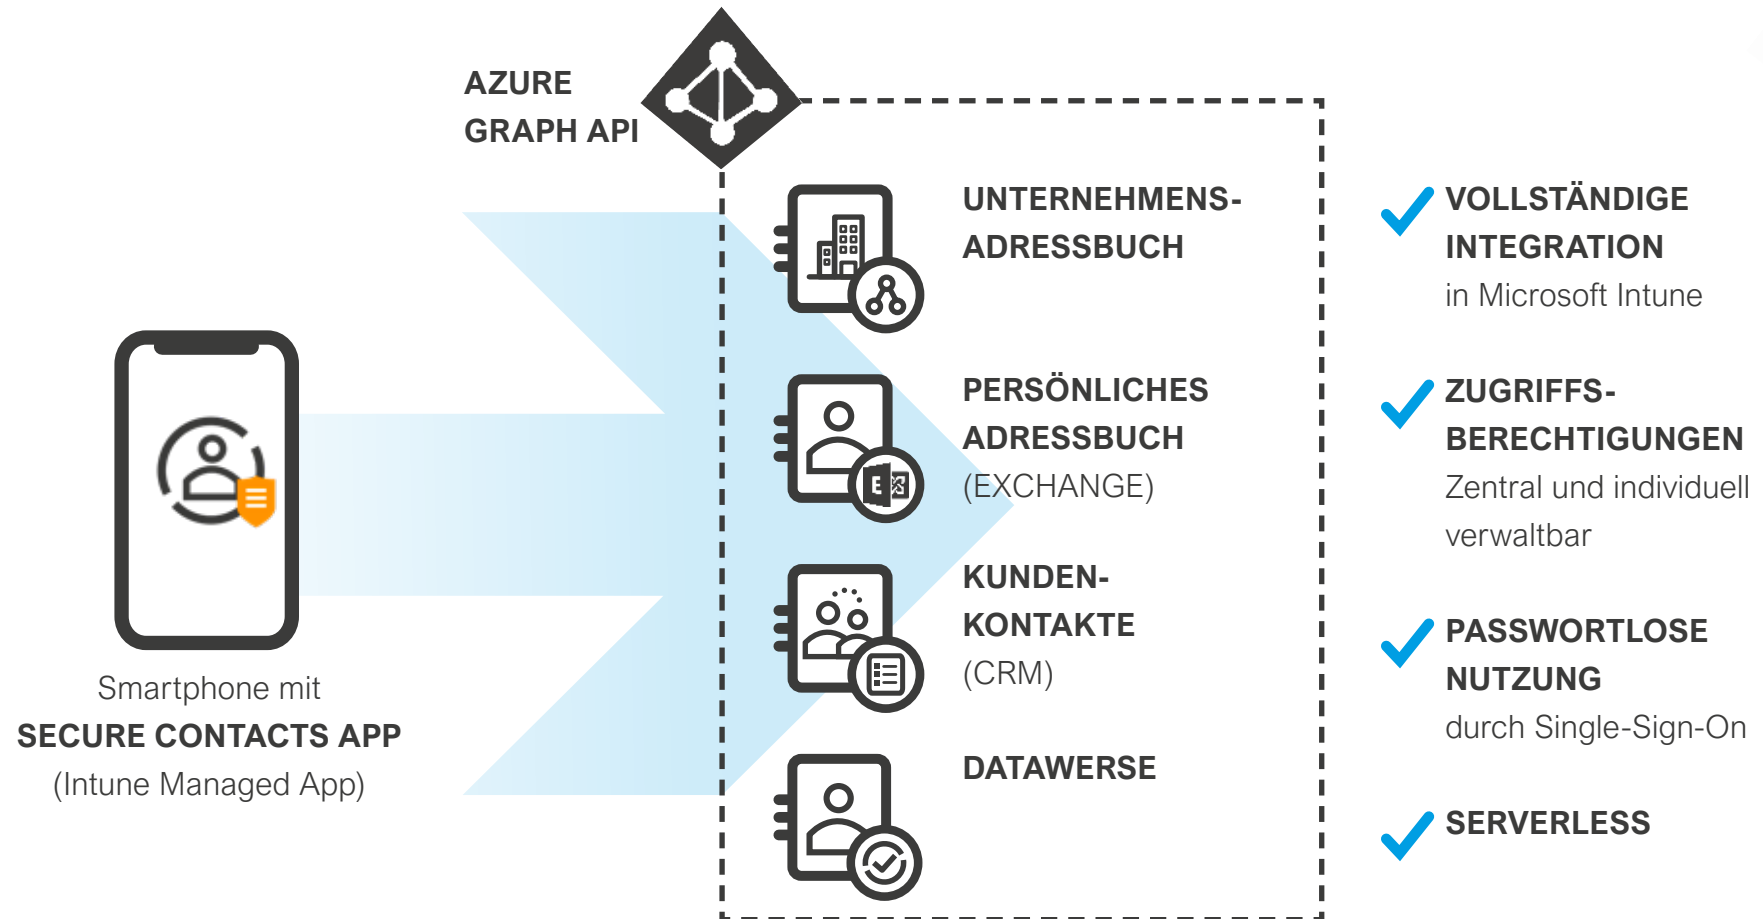 AZURE
GRAPH API
Smartphone mit
SECURE CONTACTS APP
(Intune Managed App)
UNTERNEHMENS-
ADRESSBUCH
PERSÖNLICHES
ADRESSBUCH
(EXCHANGE)
E
KUNDEN-
KONTAKTE
(CRM)
DATAWERSE
VOLLSTÄNDIGE
INTEGRATION
in Microsoft Intune
ZUGRIFFS-
BERECHTIGUNGEN
Zentral und individuell
verwaltbar
PASSWORTLOSE
NUTZUNG
durch Single-Sign-On
SERVERLESS